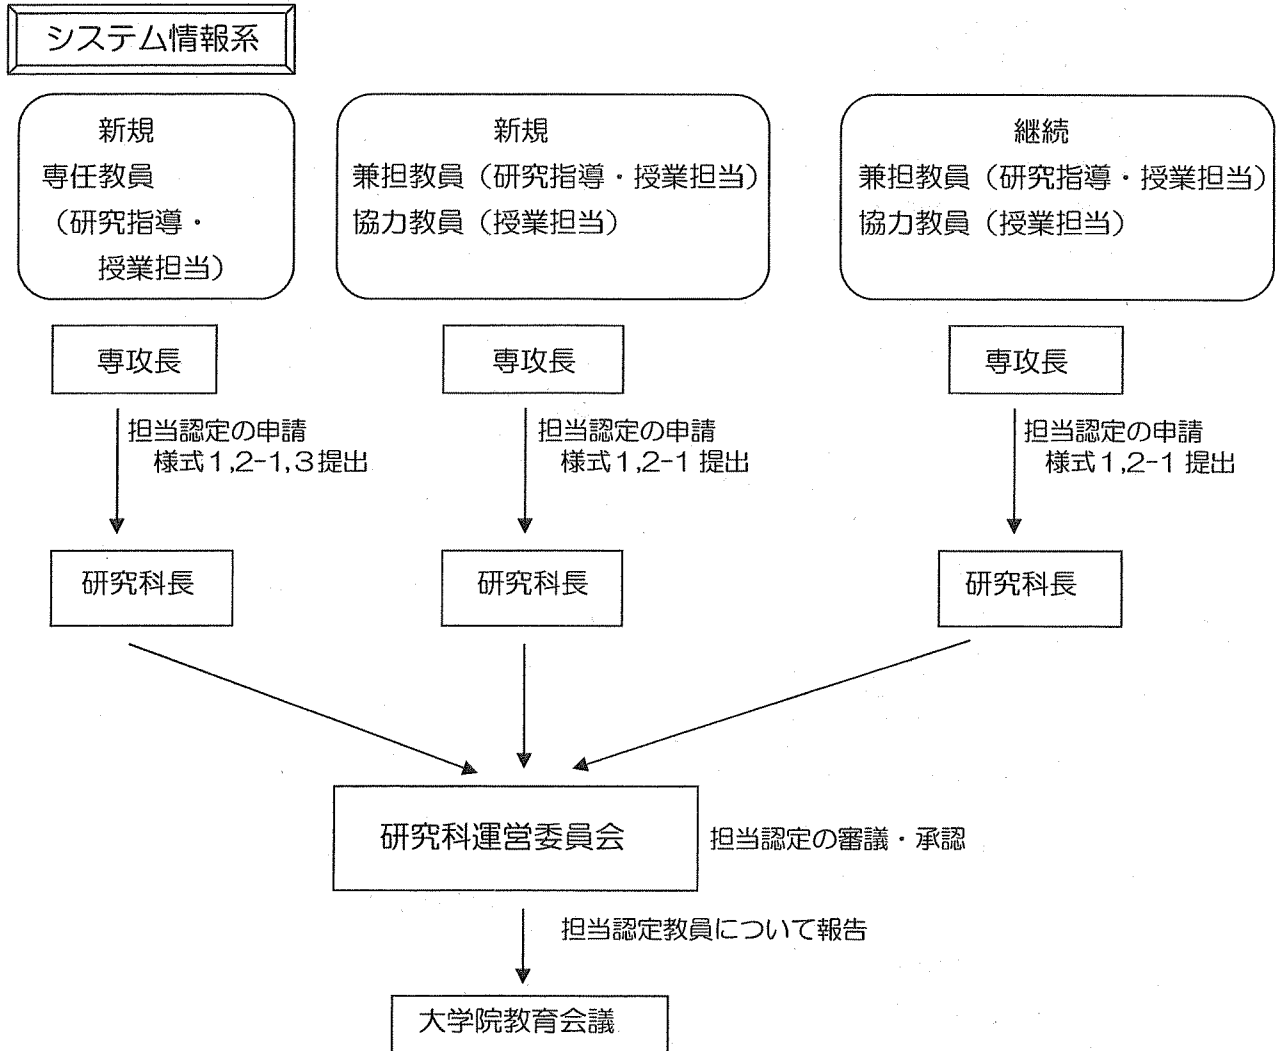 システム情報系
新規
専任教員
（研究指導・
授業担当）
新規
兼担教員（研究指導・授業担当）
協力教員（授業担当）
継続
兼担教員（研究指導・授業担当）
協力教員（授業担当）
専攻長
専攻長
専攻長
担当認定の申請
様式１,２−１,３提出
担当認定の申請
様式１,２−１ 提出
担当認定の申請
様式１,２−１ 提出
研究科長
研究科長
研究科長
研究科運営委員会
担当認定の審議・承認
担当認定教員について報告
大学院教育会議